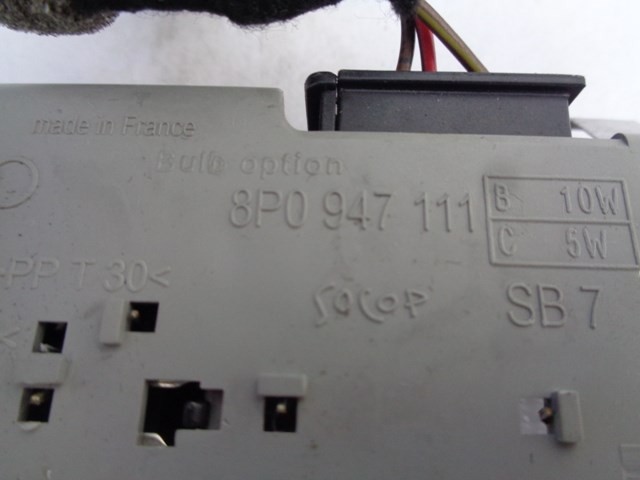 made in France
Bulb option
8P0 947 111
B 10W
C 5W
-PP T 30<
SOCOP
SB 7
<